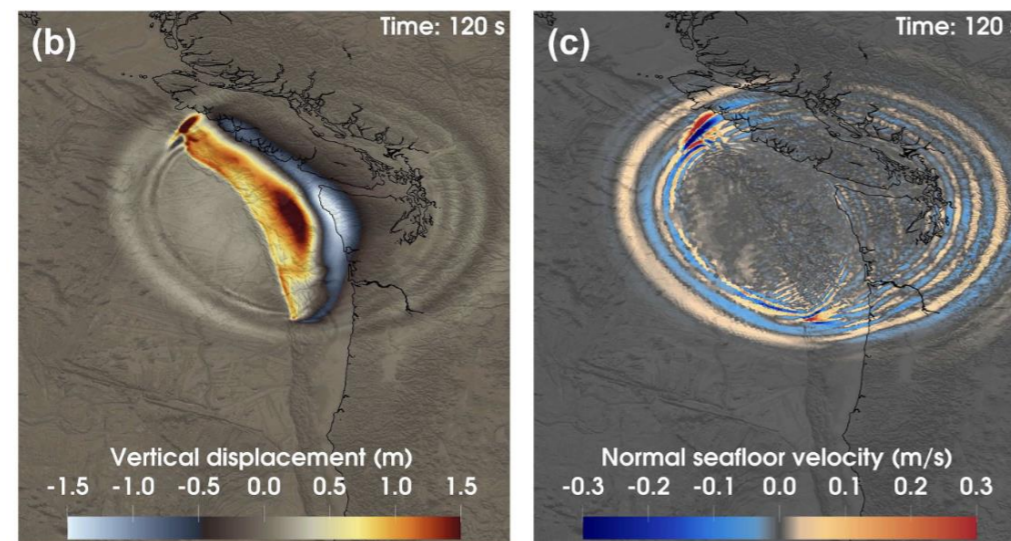 (b)
Time: 120 s
Vertical displacement (m)
-1.5 -1.0 -0.5 0.0 0.5 1.0 1.5
(c)
Time: 120 s
Normal seafloor velocity (m/s)
-0.3 -0.2 -0.1 0.0 0.1 0.2 0.3